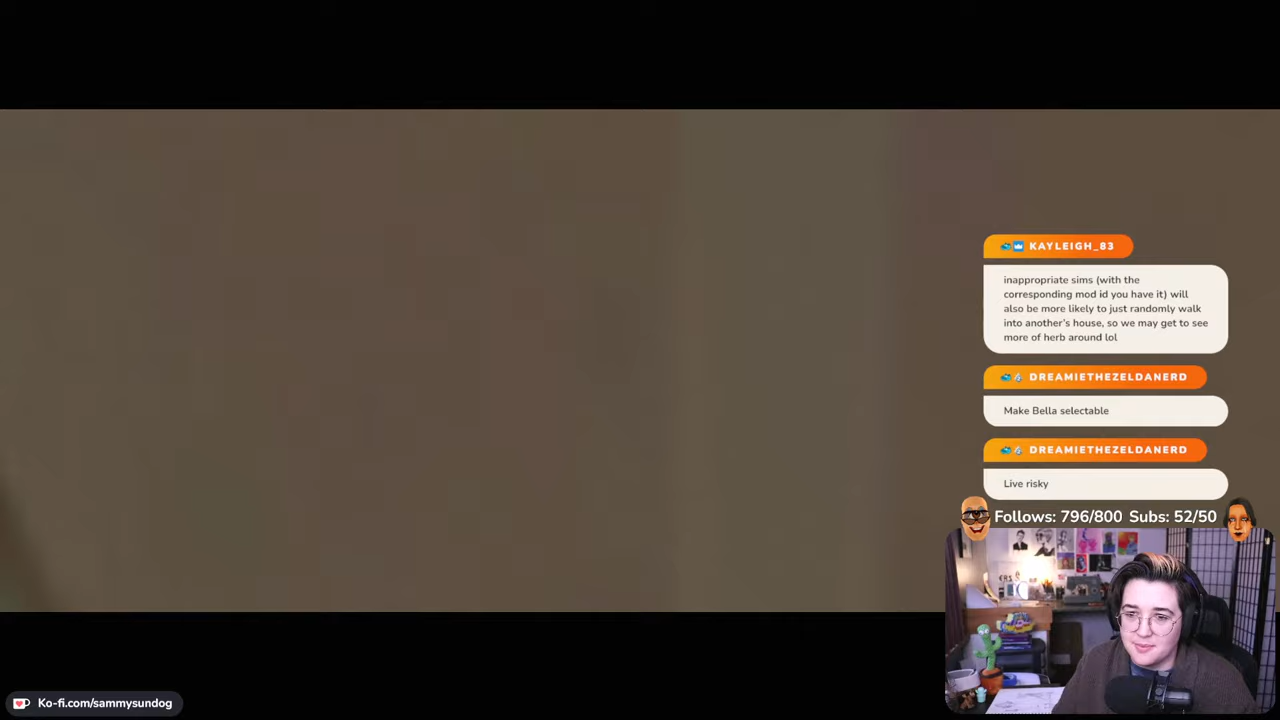 KAYLEIGH_83
inappropriate sims (with the
corresponding mod id you have it) will
also be more likely to just randomly walk
into another's house, so we may get to see
more of herb around lol
DREAMIETHEZELDANERD
Make Bella selectable
DREAMIETHEZELDANERD
Live risky
Follows: 796/800 Subs: 52/50
Ko-fi.com/sammysundog